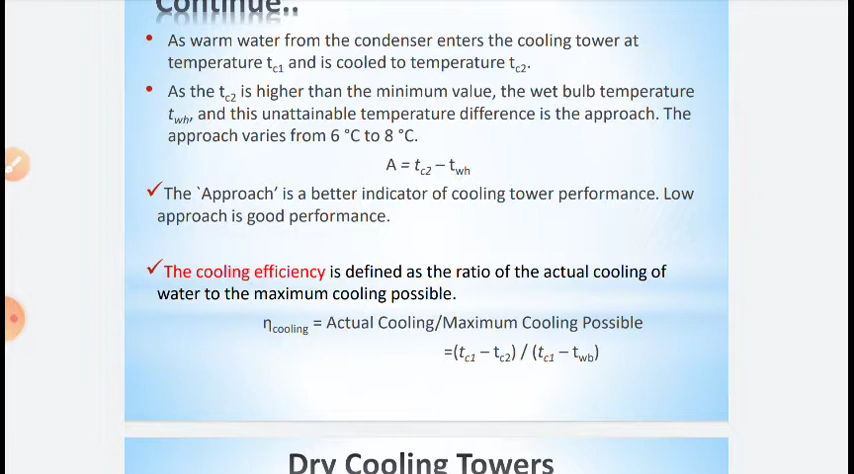 Continue..
• As warm water from the condenser enters the cooling tower at
temperature tc1 and is cooled to temperature tc2.
• As the tc2 is higher than the minimum value, the wet bulb temperature
twh, and this unattainable temperature difference is the approach. The
approach varies from 6 °C to 8 °C.
A = tc2 – twh
✓The `Approach’ is a better indicator of cooling tower performance. Low
approach is good performance.
✓The cooling efficiency is defined as the ratio of the actual cooling of
water to the maximum cooling possible.
ηcooling = Actual Cooling/Maximum Cooling Possible
=(tc1 – tc2) / (tc1 – twb)
Dry Cooling Towers